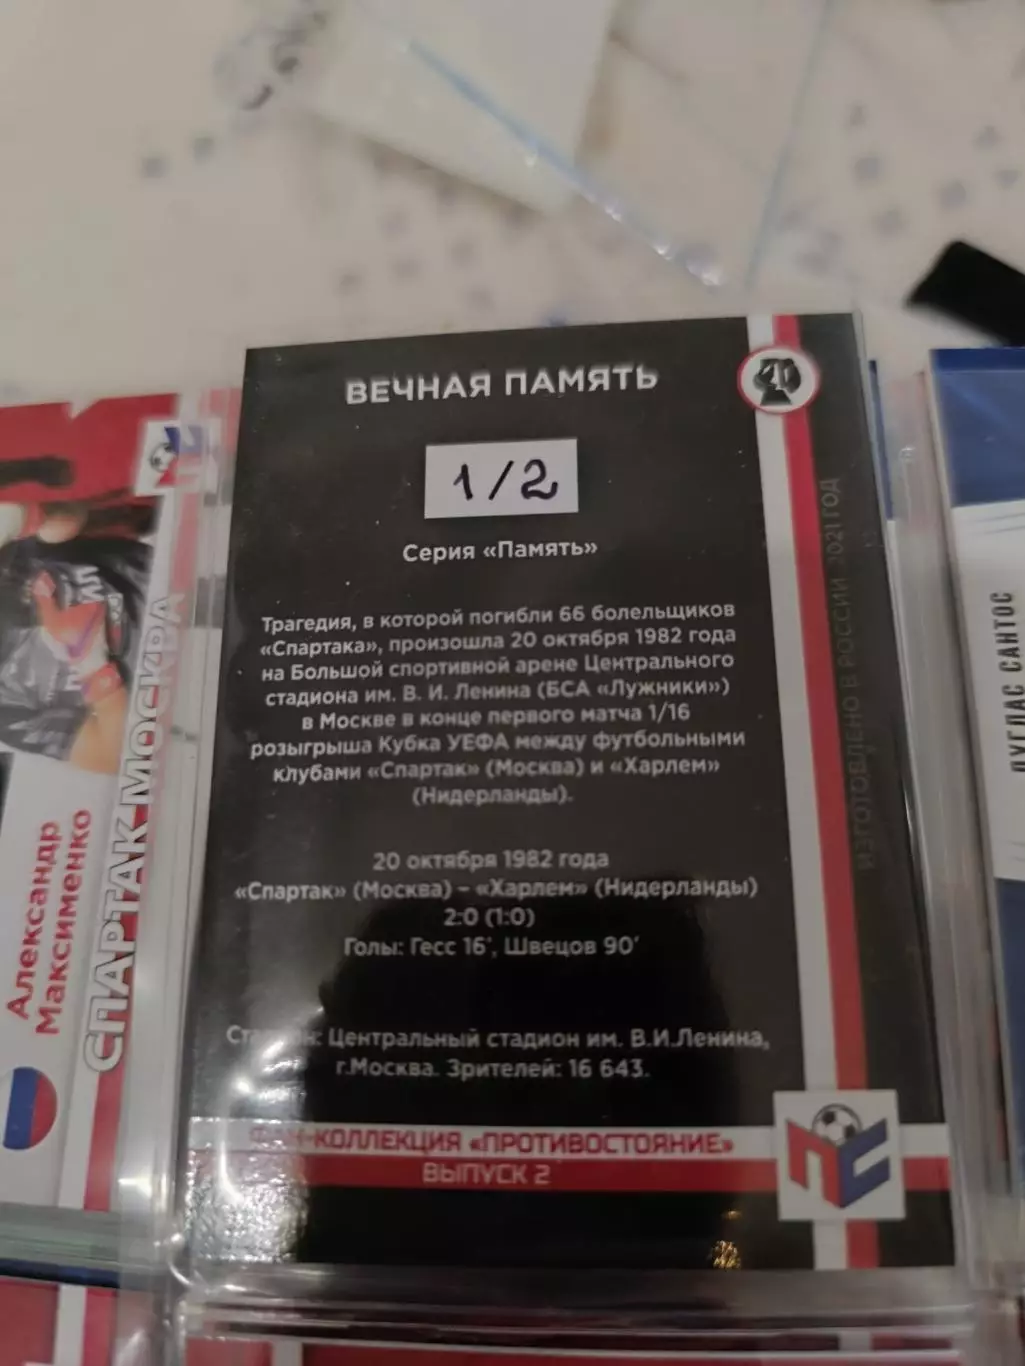 ВЕЧНАЯ ПАМЯТЬ
1/2
Серия «Память»
Трагедия, в которой погибли 66 болельщиков
«Спартака», произошла 20 октября 1982 года
на Большой спортивной арене Центрального
стадиона им. В. И. Ленина (БСА «Лужники»)
в Москве в конце первого матча 1/16
розыгрыша Кубка УЕФА между футбольными
клубами «Спартак» (Москва) и «Харлем»
(Нидерланды).
20 октября 1982 года
«Спартак» (Москва) – «Харлем» (Нидерланды)
2:0 (1:0)
Голы: Гесс 16', Швецов 90'
Стадион: Центральный стадион им. В.И.Ленина,
г.Москва. Зрителей: 16 643.
ФАН-КОЛЛЕКЦИЯ «ПРОТИВОСТОЯНИЕ»
ВЫПУСК 2
ПС
ИЗГОТОВЛЕНО В РОССИИ 2021 ГОД
Александр
Максименко
СПАРТАК МОСКВА
ДУГЛАС САНТОС